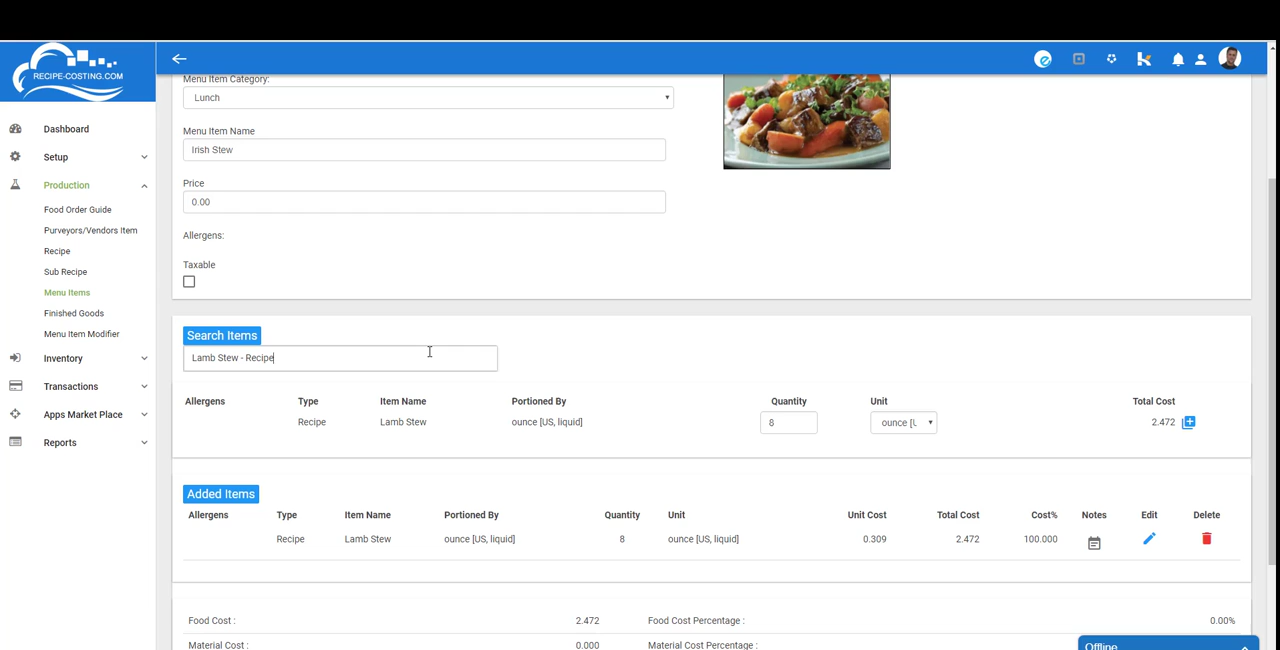 RECIPE-COSTING.COM
Dashboard
Setup
Production
Food Order Guide
Purveyors/Vendors Item
Recipe
Sub Recipe
Menu Items
Finished Goods
Menu Item Modifier
Inventory
Transactions
Apps Market Place
Reports
Menu Item Category:
Lunch
Menu Item Name
Irish Stew
Price
0.00
Allergens:
Taxable
Search Items
Lamb Stew - Recipe
Allergens Type Item Name Portioned By Quantity Unit Total Cost
Recipe Lamb Stew ounce [US, liquid] 8 ounce [U 2.472
Added Items
Allergens Type Item Name Portioned By Quantity Unit Unit Cost Total Cost Cost% Notes Edit Delete
Recipe Lamb Stew ounce [US, liquid] 8 ounce [US, liquid] 0.309 2.472 100.000
Food Cost : 2.472 Food Cost Percentage : 0.00%
Material Cost : 0.000 Material Cost Percentage :
Offline